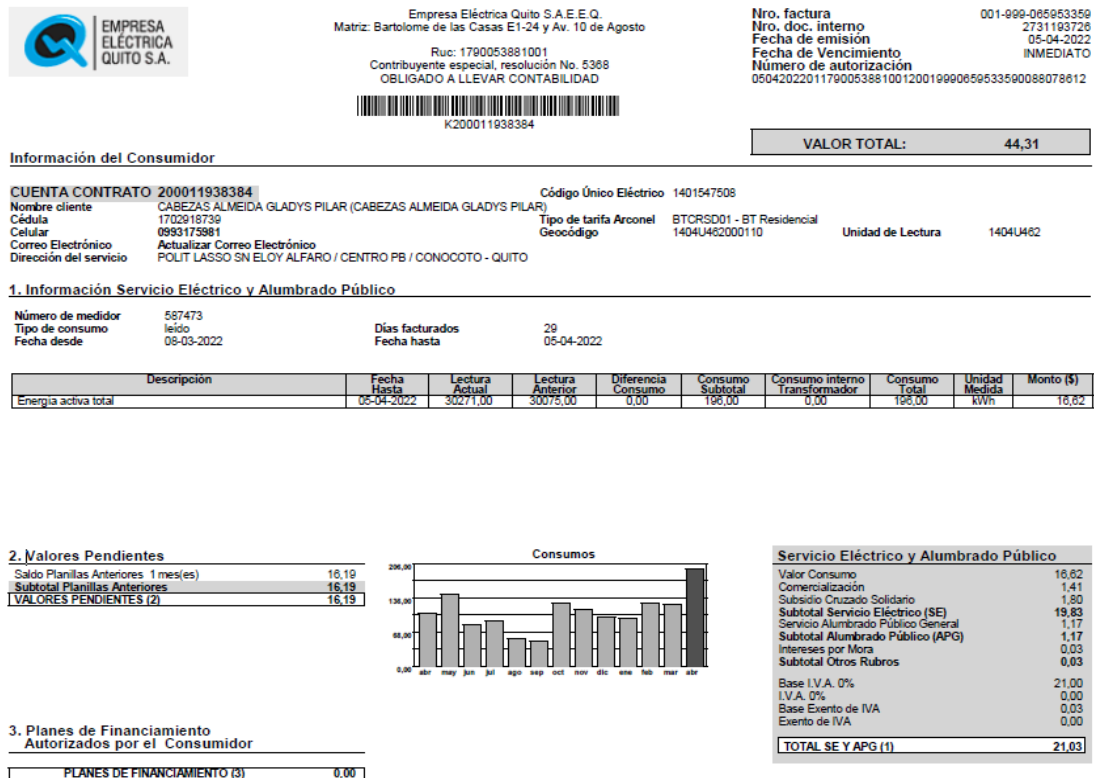 EMPRESA
ELÉCTRICA
QUITO S.A.
Empresa Eléctrica Quito S.A.E.E.Q.
Matriz: Bartolome de las Casas E1-24 y Av. 10 de Agosto
Ruc: 1790053881001
Contribuyente especial, resolución No. 5368
OBLIGADO A LLEVAR CONTABILIDAD
K200011938384
Nro. factura 001-999-065953359
Nro. doc. interno 2731193726
Fecha de emisión 05-04-2022
Fecha de Vencimiento INMEDIATO
Número de autorización
0504202201179005388100120019990659533590088078612
VALOR TOTAL: 44,31
Información del Consumidor
CUENTA CONTRATO 200011938384 Código Único Eléctrico 1401547508
Nombre cliente CABEZAS ALMEIDA GLADYS PILAR (CABEZAS ALMEIDA GLADYS PILAR)
Cédula 1702918739 Tipo de tarifa Arconel BTCRSD01 - BT Residencial
Celular 0993175981 Geocódigo 1404U462000110 Unidad de Lectura 1404U462
Correo Electrónico Actualizar Correo Electrónico
Dirección del servicio POLIT LASSO SN ELOY ALFARO / CENTRO PB / CONOCOTO - QUITO
1. Información Servicio Eléctrico y Alumbrado Público
Número de medidor 587473
Tipo de consumo leído Días facturados 29
Fecha desde 08-03-2022 Fecha hasta 05-04-2022
Descripción Fecha Hasta Lectura Actual Lectura Anterior Diferencia Consumo Consumo Subtotal Consumo interno Transformador Consumo Total Unidad Medida Monto ($)
Energía activa total 05-04-2022 30271,00 30075,00 0,00 196,00 0,00 196,00 kWh 16,62
2. Valores Pendientes
Saldo Planillas Anteriores 1 mes(es) 16,19
Subtotal Planillas Anteriores 16,19
VALORES PENDIENTES (2) 16,19
Consumos
206,00
136,00
68,00
0,00
abr may jun jul ago sep oct nov dic ene feb mar abr
Servicio Eléctrico y Alumbrado Público
Valor Consumo 16,62
Comercialización 1,41
Subsidio Cruzado Solidario 1,80
Subtotal Servicio Eléctrico (SE) 19,83
Servicio Alumbrado Público General 1,17
Subtotal Alumbrado Público (APG) 1,17
Intereses por Mora 0,03
Subtotal Otros Rubros 0,03
Base I.V.A. 0% 21,00
I.V.A. 0% 0,00
Base Exento de IVA 0,03
Exento de IVA 0,00
TOTAL SE Y APG (1) 21,03
3. Planes de Financiamiento
Autorizados por el Consumidor
PLANES DE FINANCIAMIENTO (3) 0,00